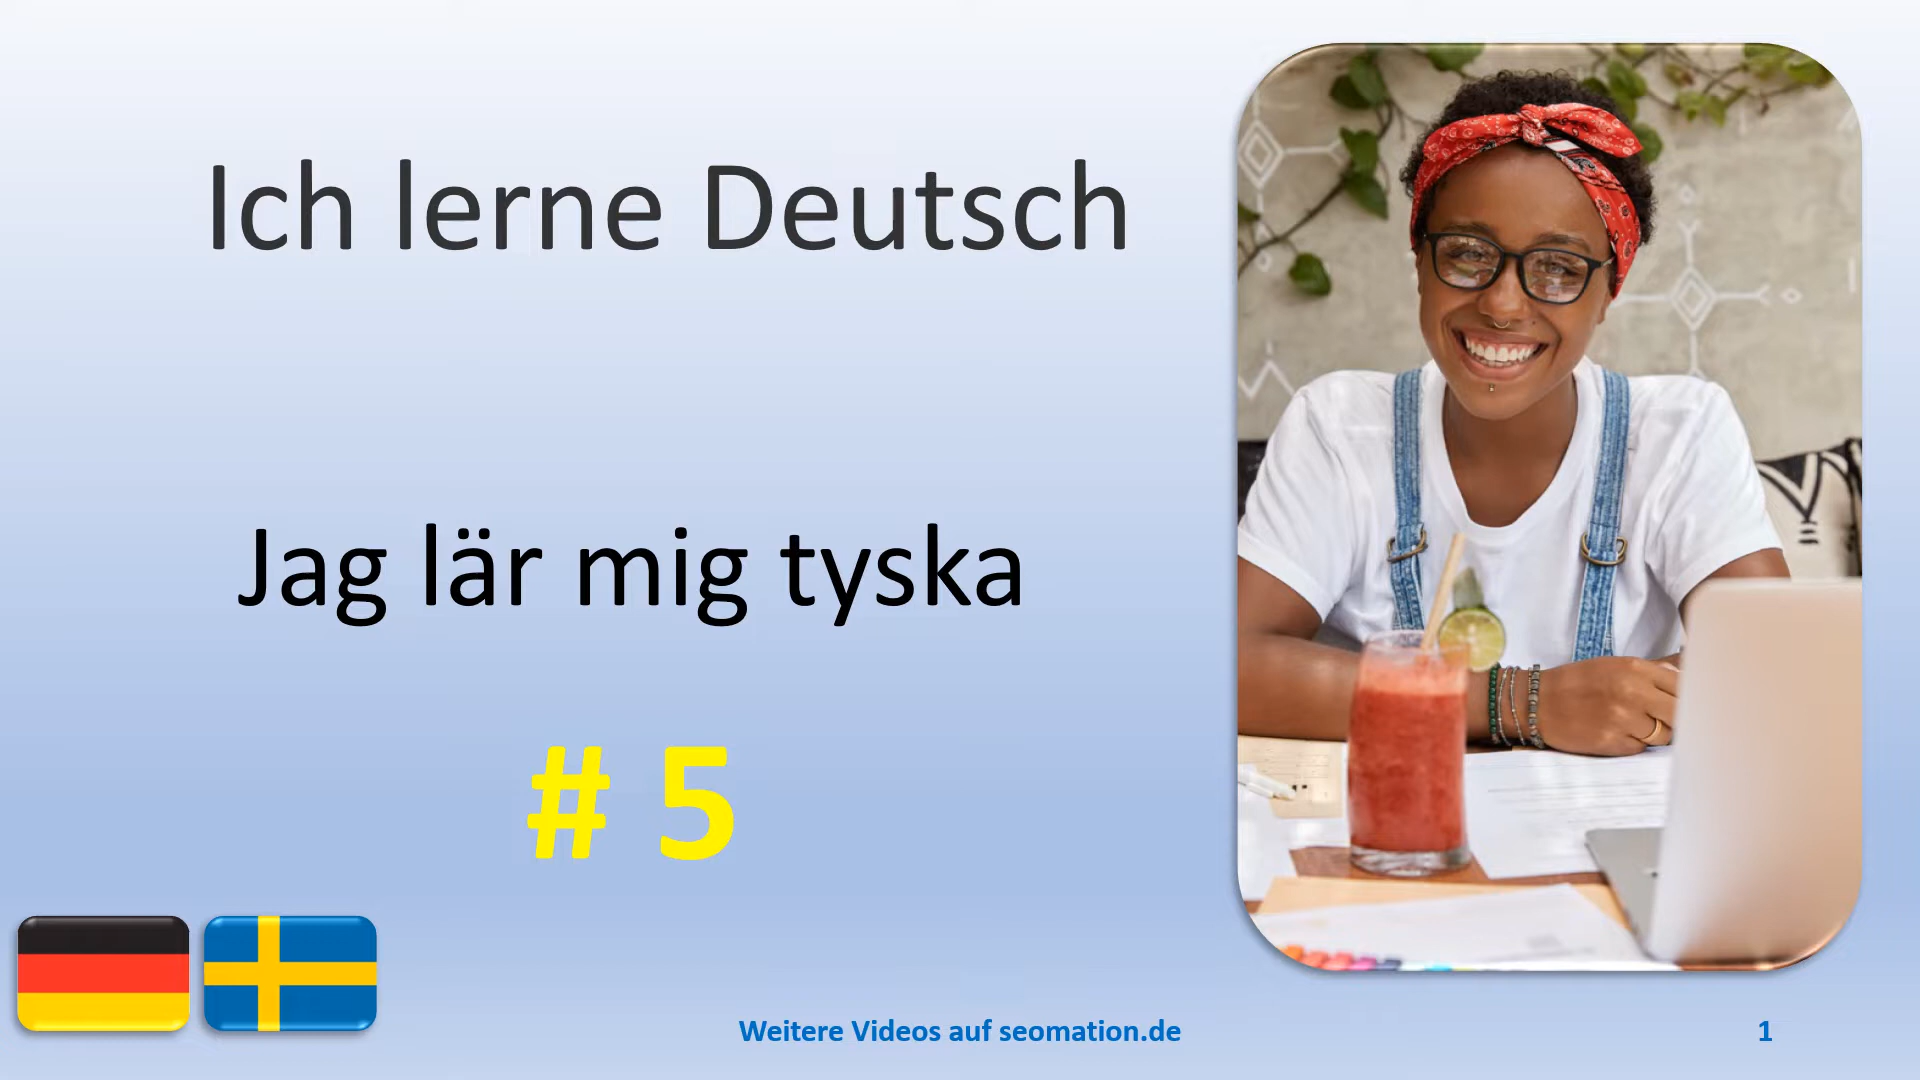 Ich lerne Deutsch
Jag lär mig tyska
# 5
Weitere Videos auf seomation.de
1